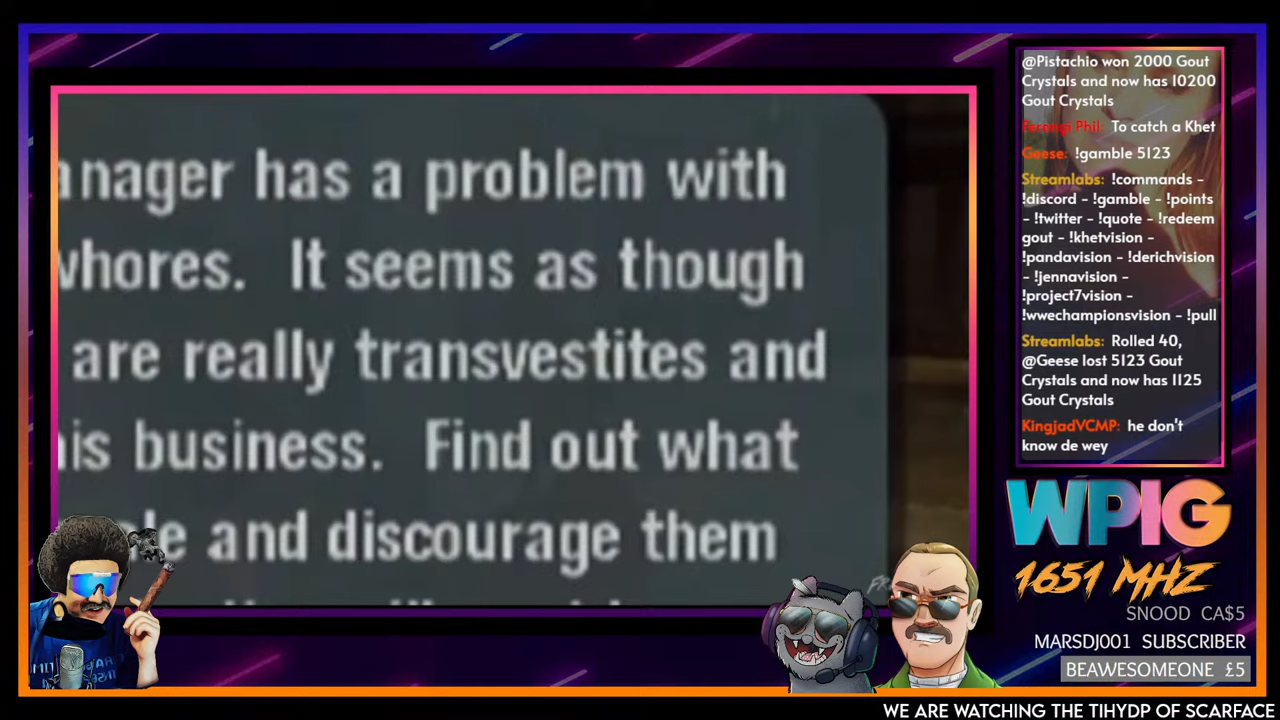 anager has a problem with
whores. It seems as though
are really transvestites and
his business. Find out what
and discourage them
@Pistachio won 2000 Gout
Crystals and now has 10200
Gout Crystals
Ferengi Phil: To catch a Khet
Geese: !gamble 5123
Streamlabs: !commands -
!discord - !gamble - !points
- !twitter - !quote - !redeem
gout - !khetvision -
!pandavision - !derichvision
- !jennavision -
!project7vision -
!wwechampionsvision - !pull
Streamlabs: Rolled 40,
@Geese lost 5123 Gout
Crystals and now has 1125
Gout Crystals
KingjadVCMP: he don't
know de wey
WPIG
1651 MHZ
SNOOD CA$5
MARSDJ001 SUBSCRIBER
BEAWESOMEONE £5
WE ARE WATCHING THE TIHYDP OF SCARFACE